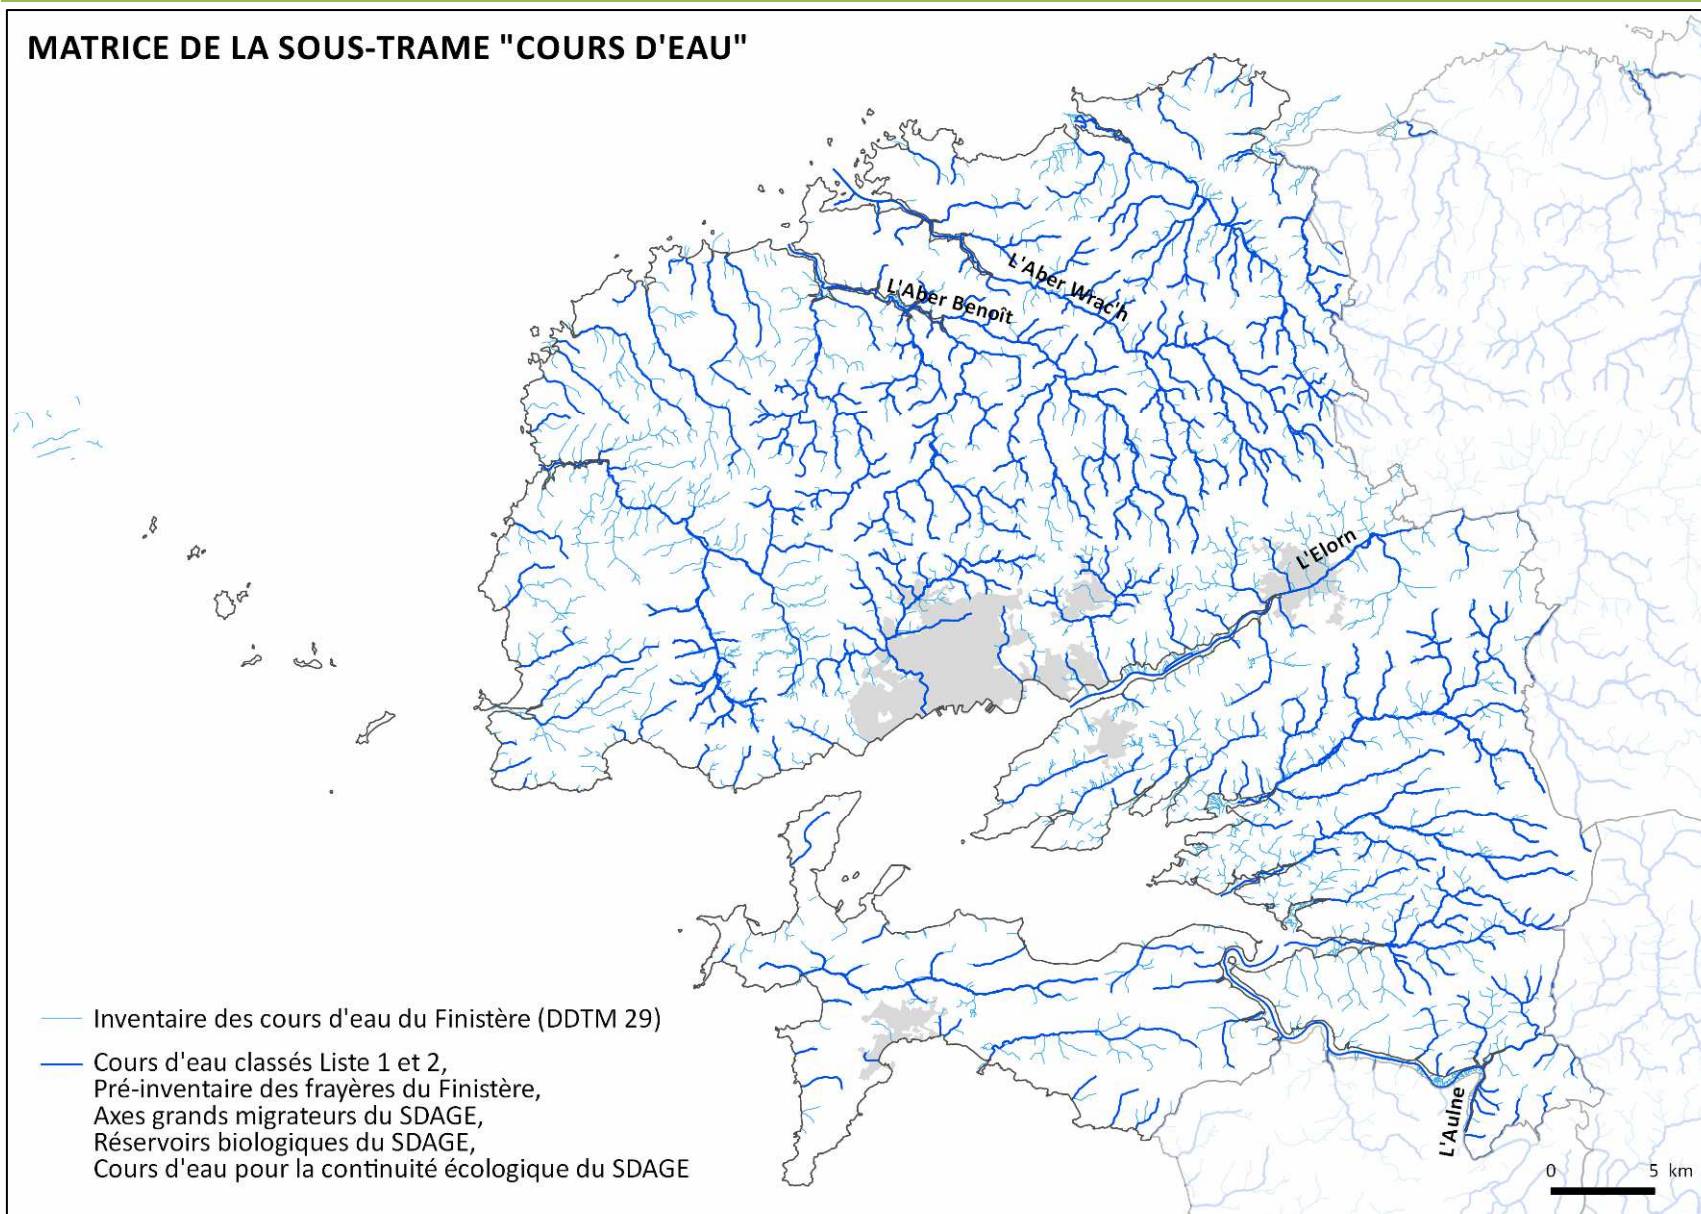 MATRICE DE LA SOUS-TRAME "COURS D'EAU"
L'Aber Wrac'h
L'Aber Benoît
L'Elorn
L'Aulne
Inventaire des cours d'eau du Finistère (DDTM 29)
Cours d'eau classés Liste 1 et 2,
Pré-inventaire des frayères du Finistère,
Axes grands migrateurs du SDAGE,
Réservoirs biologiques du SDAGE,
Cours d'eau pour la continuité écologique du SDAGE
0 5 km